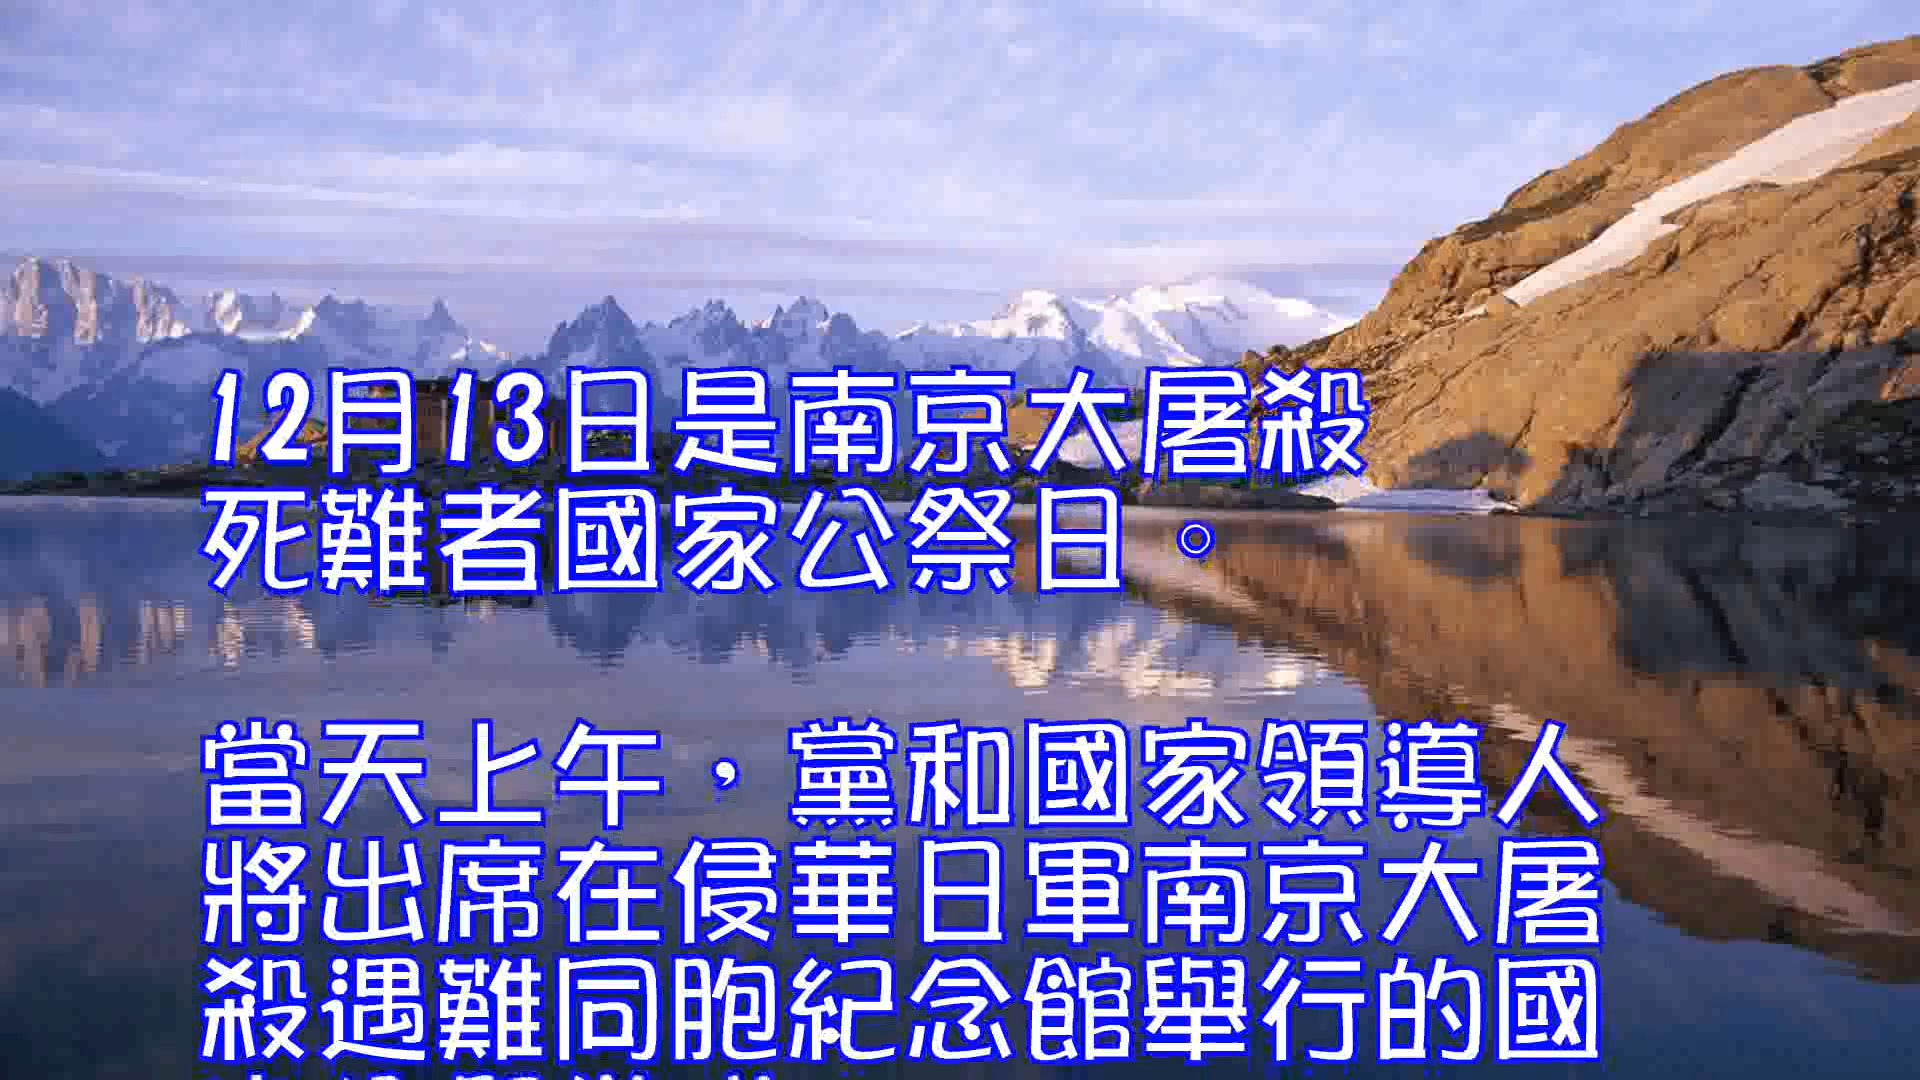 12月13日是南京大屠殺
死難者國家公祭日。
當天上午，黨和國家領導人
將出席在侵華日軍南京大屠
殺遇難同胞紀念館舉行的國